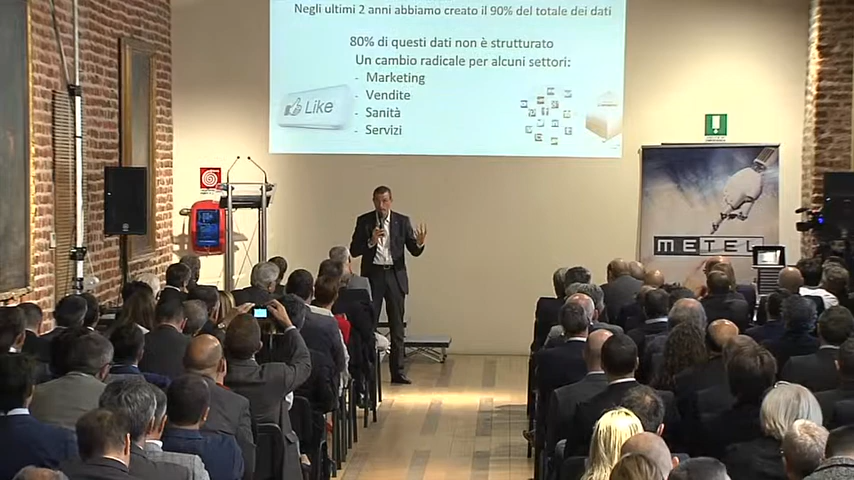 Negli ultimi 2 anni abbiamo creato il 90% del totale dei dati
80% di questi dati non è strutturato
Un cambio radicale per alcuni settori:
- Marketing
- Vendite
- Sanità
- Servizi
Like
METEL